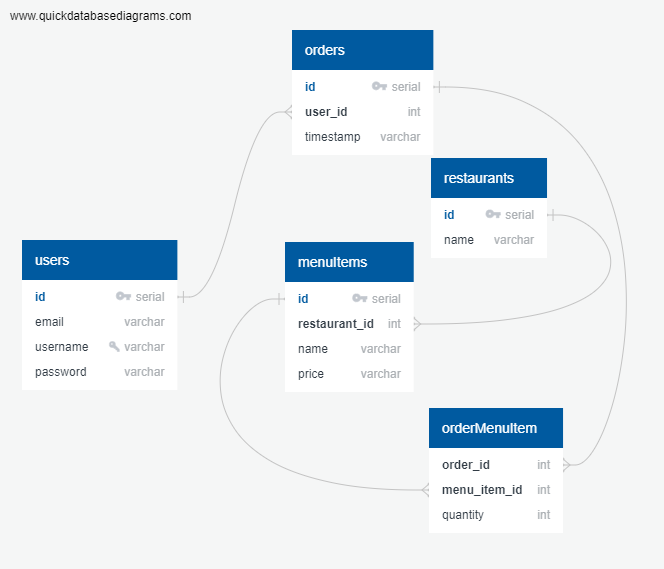 www.quickdatabasediagrams.com
orders
id serial
user_id int
timestamp varchar
restaurants
id serial
name varchar
users
id serial
email varchar
username varchar
password varchar
menuItems
id serial
restaurant_id int
name varchar
price varchar
orderMenuItem
order_id int
menu_item_id int
quantity int